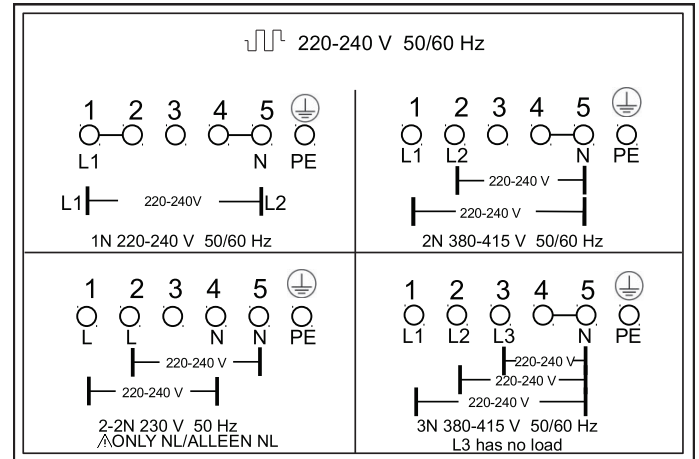 220-240 V 50/60 Hz
1 2 3 4 5
L1 N PE
L1 220-240V L2
1N 220-240 V 50/60 Hz
1 2 3 4 5
L1 L2 N PE
220-240 V
220-240 V
2N 380-415 V 50/60 Hz
1 2 3 4 5
L L N N PE
220-240 V
220-240 V
2-2N 230 V 50 Hz
⚠ONLY NL/ALLEEN NL
1 2 3 4 5
L1 L2 L3 N PE
220-240 V
220-240 V
220-240 V
3N 380-415 V 50/60 Hz
L3 has no load